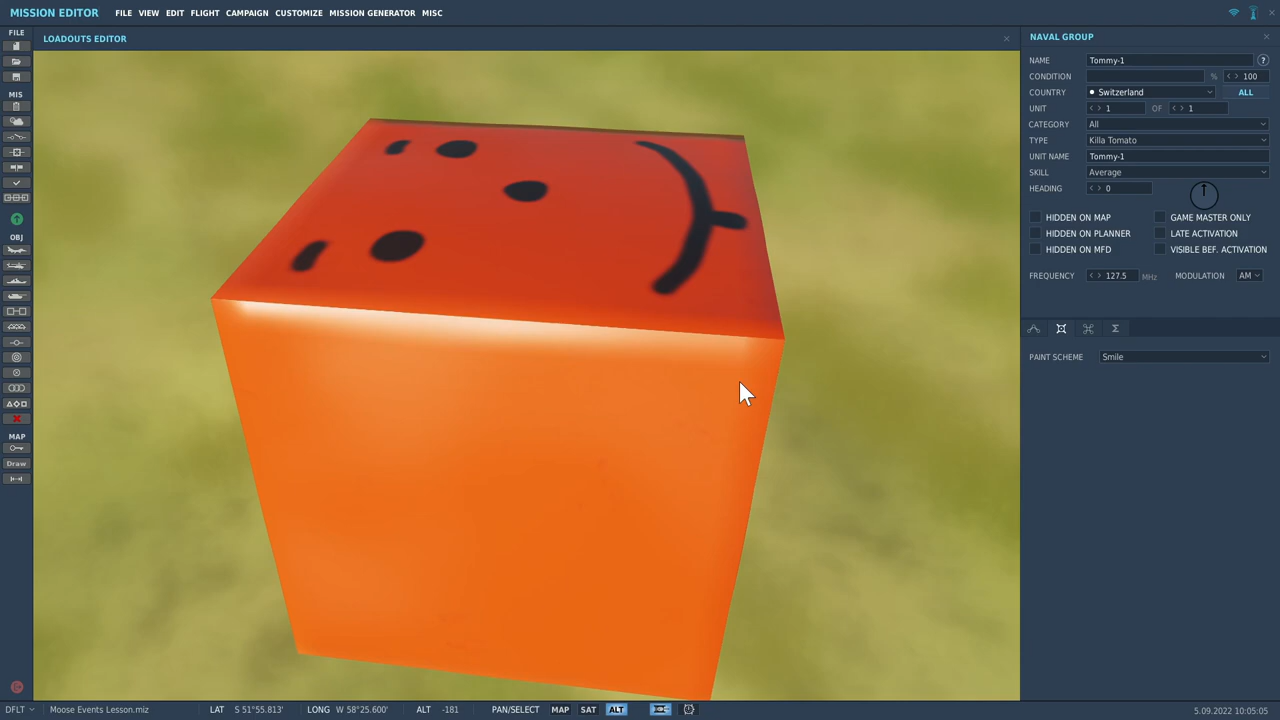 MISSION EDITOR FILE VIEW EDIT FLIGHT CAMPAIGN CUSTOMIZE MISSION GENERATOR MISC
FILE
LOADOUTS EDITOR
MIS
OBJ
MAP
Draw
NAVAL GROUP
NAME Tommy-1 ?
CONDITION % 100
COUNTRY Switzerland ALL
UNIT 1 OF 1
CATEGORY All
TYPE Killa Tomato
UNIT NAME Tommy-1
SKILL Average
HEADING 0
HIDDEN ON MAP GAME MASTER ONLY
HIDDEN ON PLANNER LATE ACTIVATION
HIDDEN ON MFD VISIBLE BEF. ACTIVATION
FREQUENCY 127.5 MHz MODULATION AM
PAINT SCHEME Smile
DFLT Moose Events Lesson.miz LAT S 51°55.813' LONG W 58°25.600' ALT -181 PAN/SELECT MAP SAT ALT 5.09.2022 10:05:05